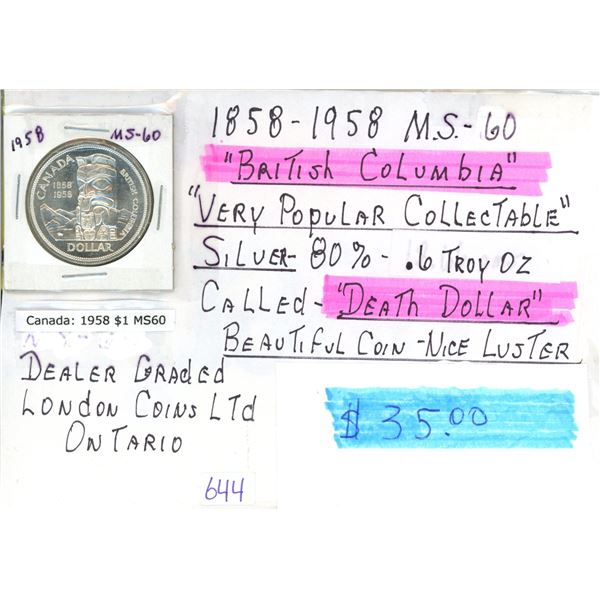 1958 MS-60
CANADA
1858
1958
BRITISH COLUMBIA
DOLLAR
Canada: 1958 $1 MS60
DEALER GRADED
LONDON COINS LTd
ONTARIO
644
1858-1958 M.S.-60
"BRITISH COLUMBIA"
"VERY POPULAR COLLECTABLE"
SILVER- 80%- .6 TROY OZ
CALLED- "DEATH DOLLAR"
BEAUTIFUL COIN-NICE LUSTER
$35.00